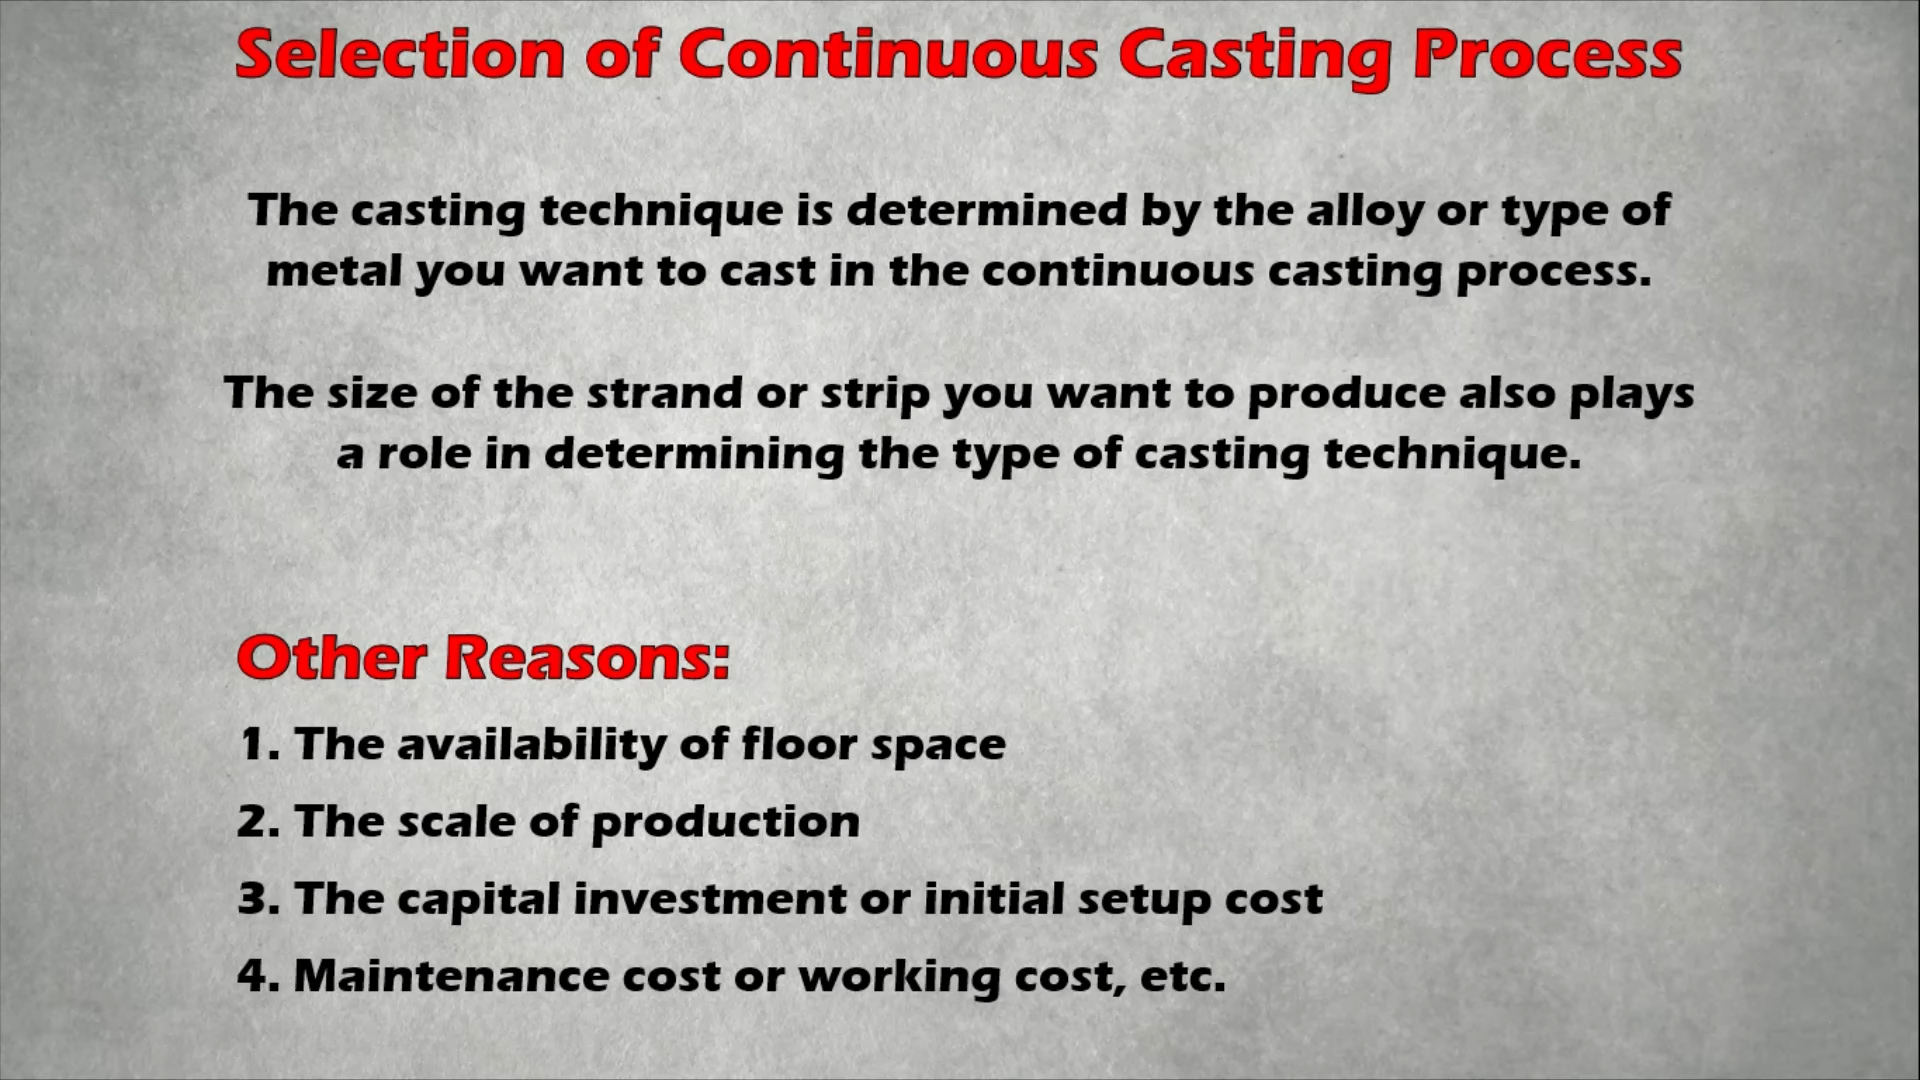 Selection of Continuous Casting Process
The casting technique is determined by the alloy or type of
metal you want to cast in the continuous casting process.
The size of the strand or strip you want to produce also plays
a role in determining the type of casting technique.
Other Reasons:
1. The availability of floor space
2. The scale of production
3. The capital investment or initial setup cost
4. Maintenance cost or working cost, etc.